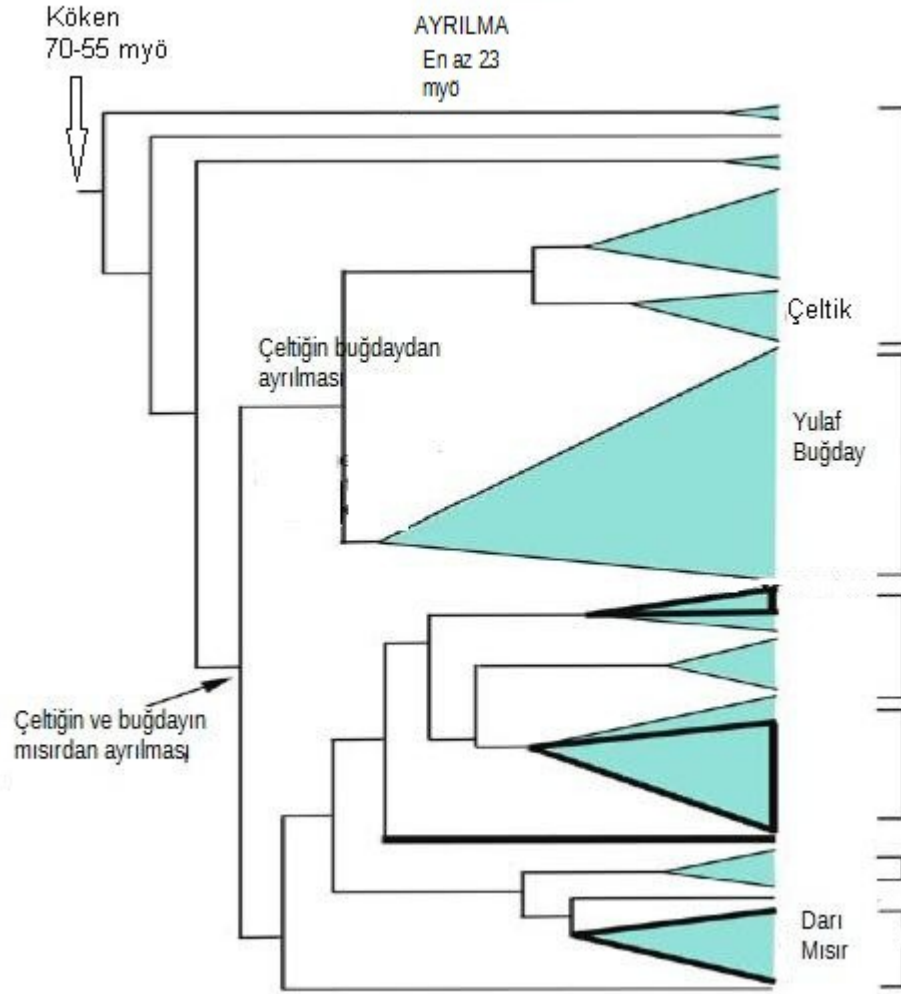 Köken
70-55 myö
AYRILMA
En az 23
myö
Çeltik
Çeltiğin buğdaydan
ayrılması
Yulaf
Buğday
Çeltiğin ve buğdayın
mısırdan ayrılması
Darı
Mısır